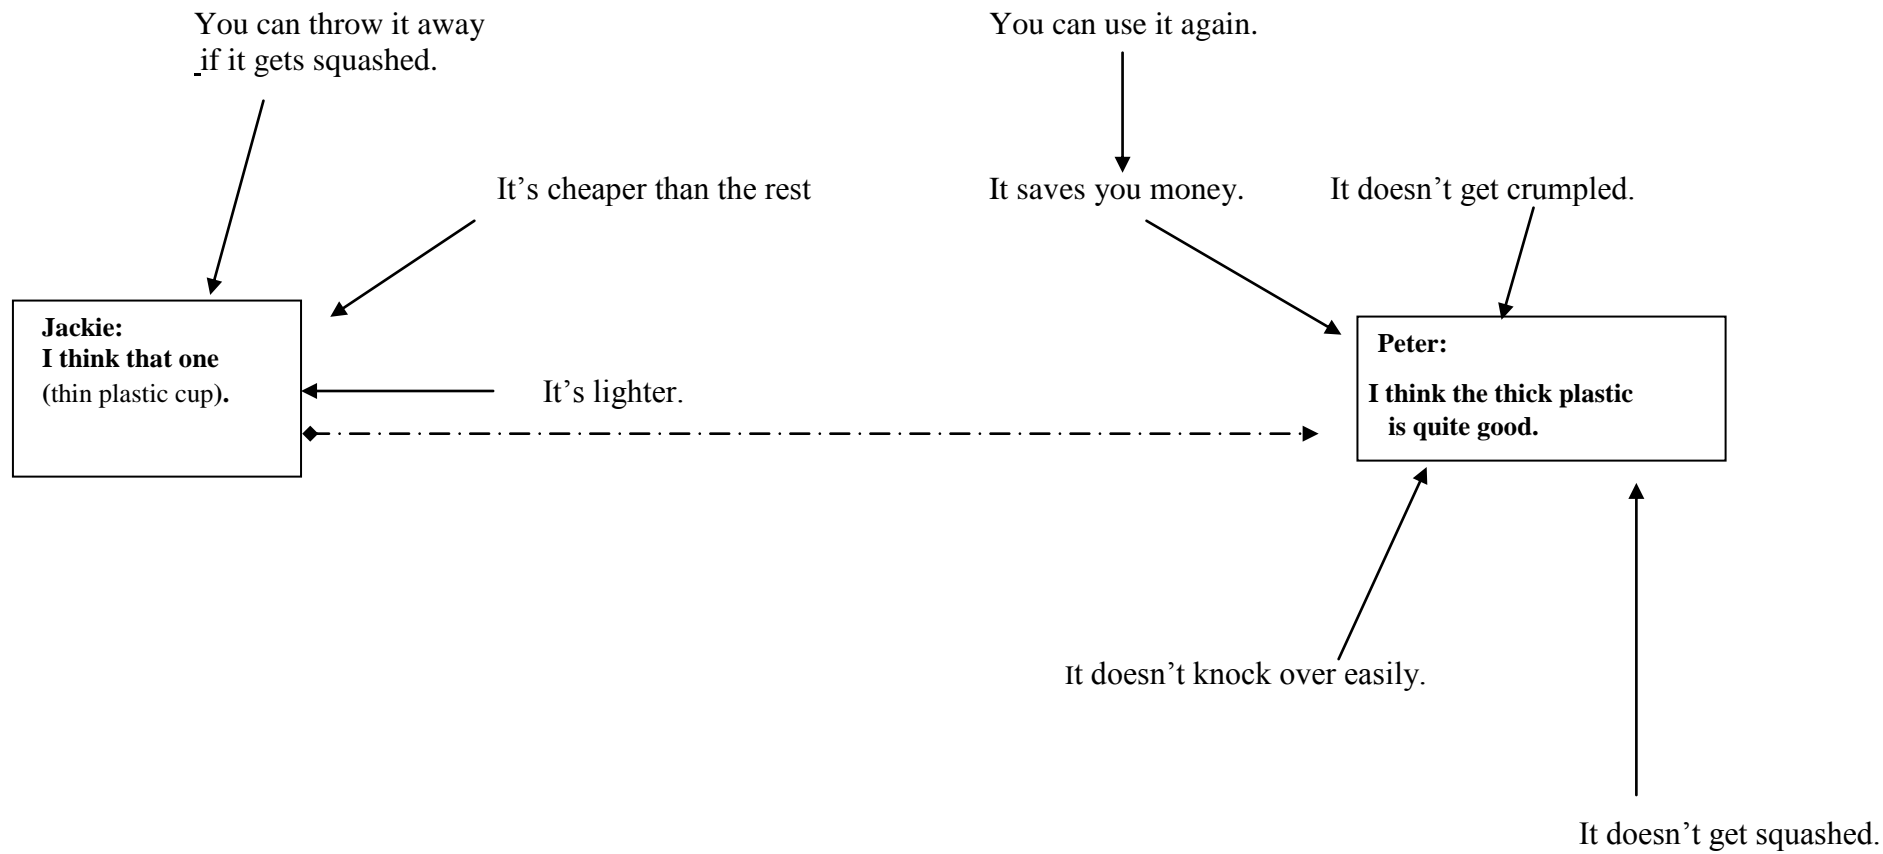 You can throw it away
if it gets squashed.
You can use it again.
It’s cheaper than the rest
It saves you money.
It doesn’t get crumpled.
Jackie:
I think that one
(thin plastic cup).
It’s lighter.
Peter:
I think the thick plastic
is quite good.
It doesn’t knock over easily.
It doesn’t get squashed.